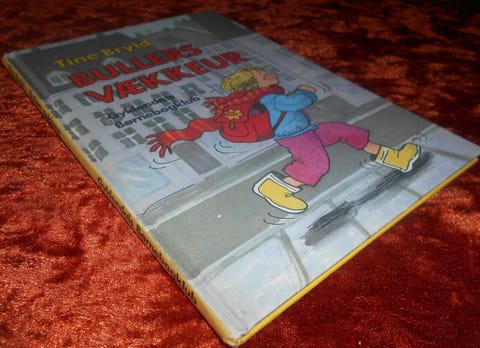 Tine Bryld
BULLERS
VÆKKEUR
Gyldendals
Børnebogklub